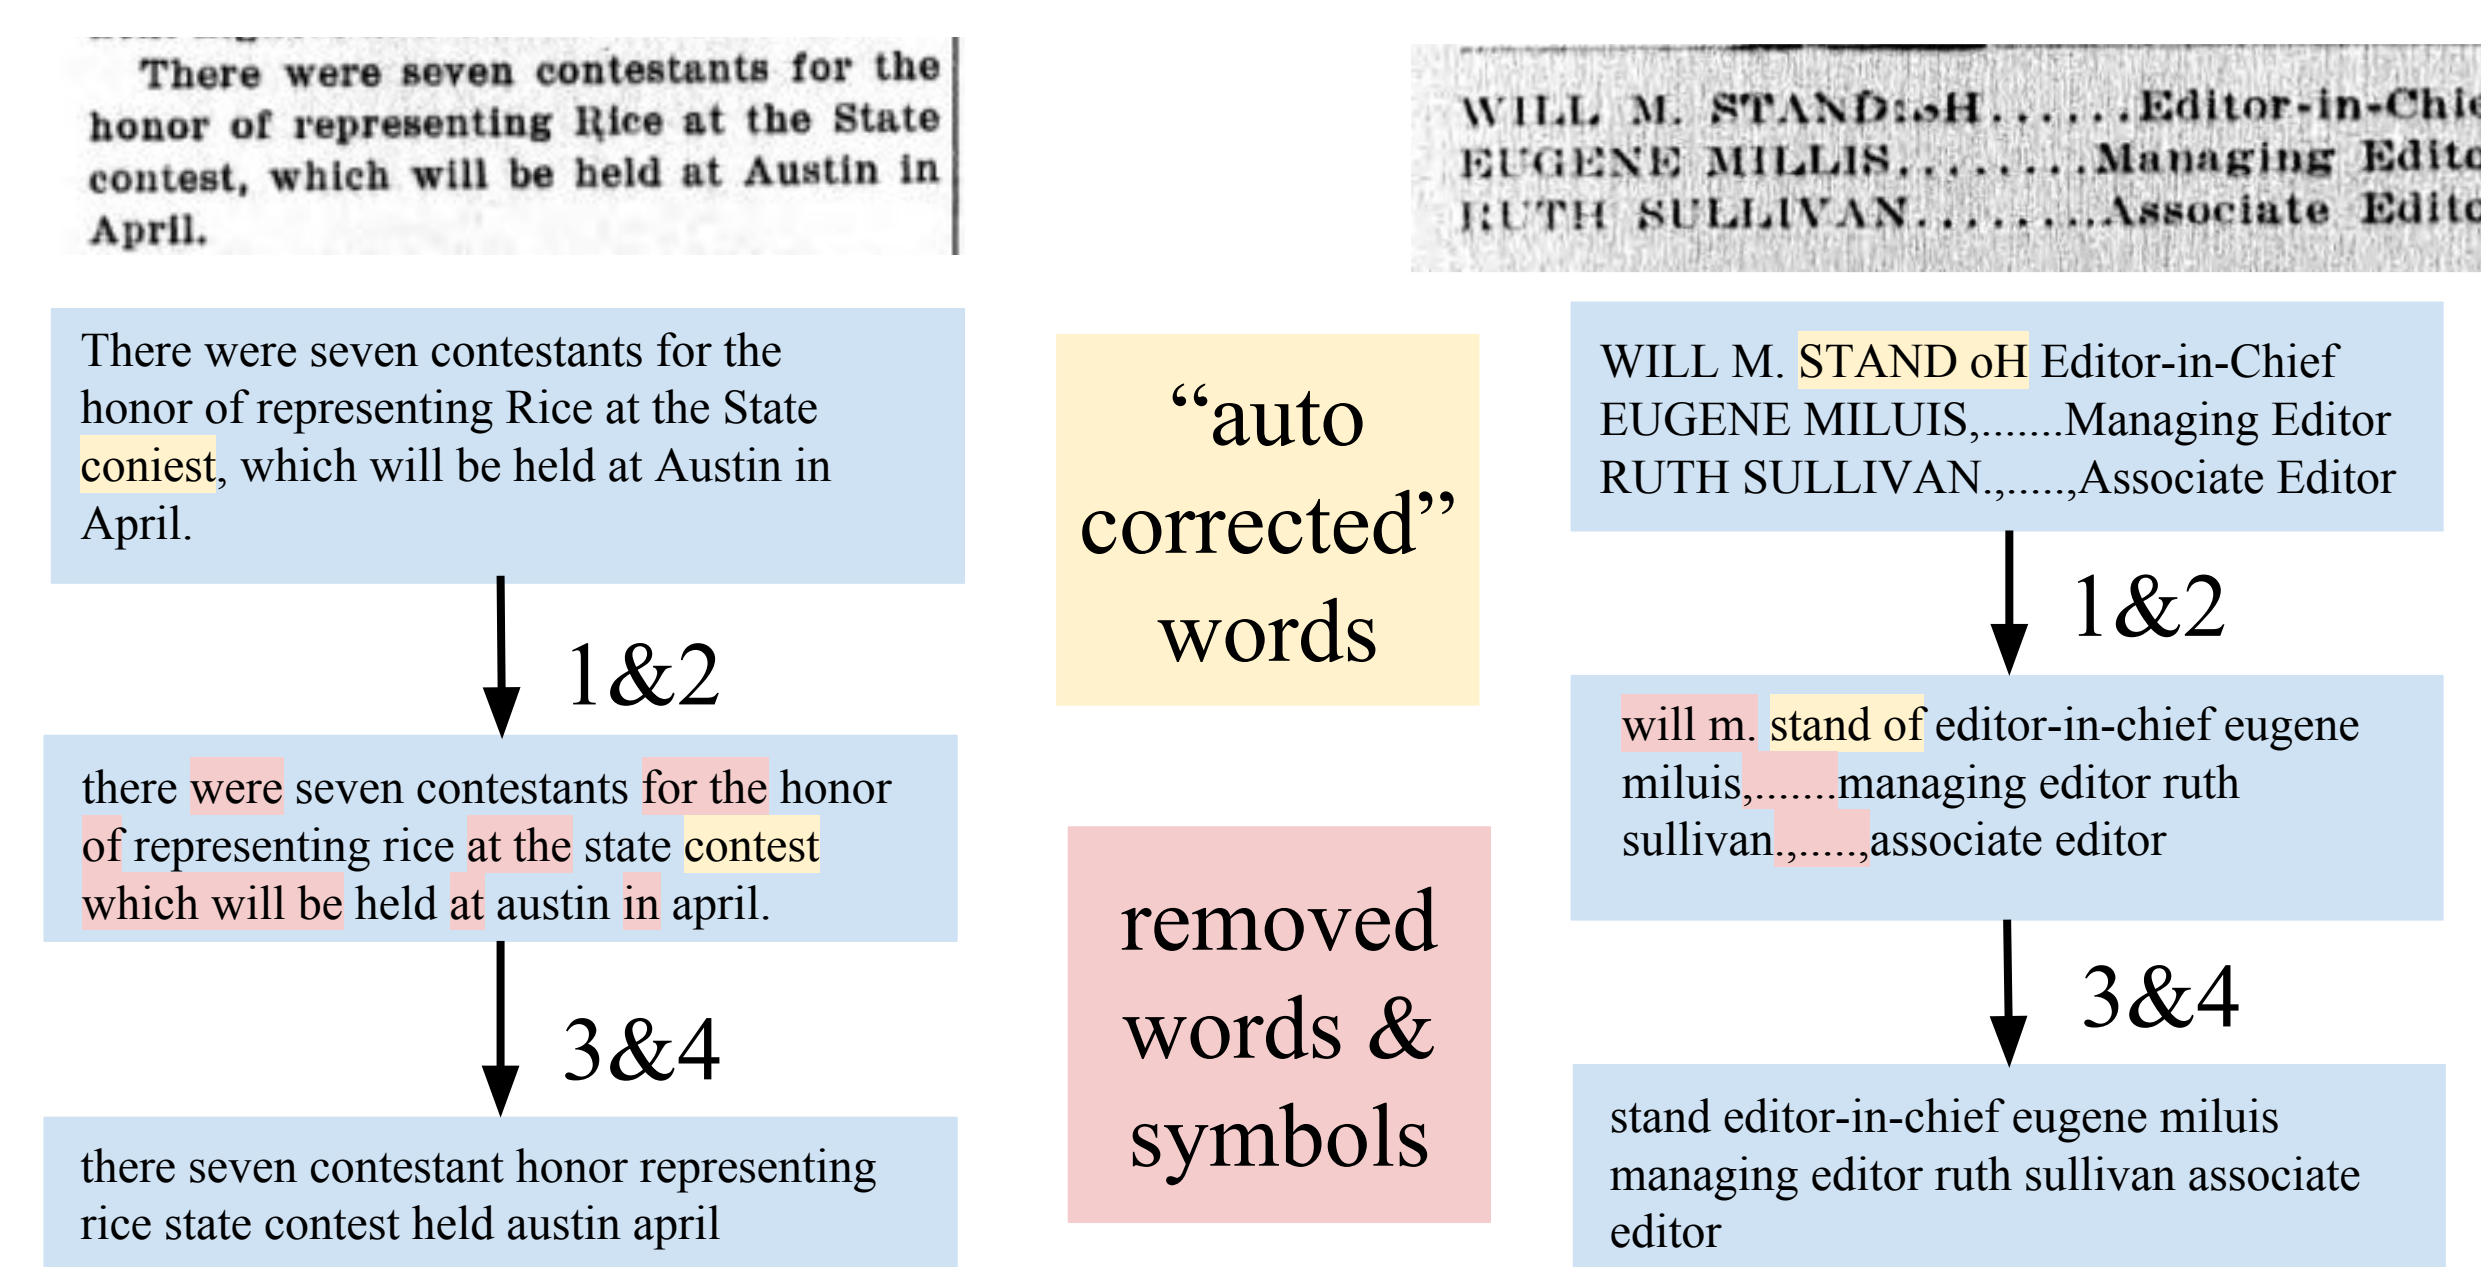 There were seven contestants for the
honor of representing Rice at the State
contest, which will be held at Austin in
April.
There were seven contestants for the
honor of representing Rice at the State
coniest, which will be held at Austin in
April.
1&2
there were seven contestants for the honor
of representing rice at the state contest
which will be held at austin in april.
3&4
there seven contestant honor representing
rice state contest held austin april
“auto
corrected”
words
removed
words &
symbols
WILL M. STAND:oH......Editor-in-Chie
EUGENE MILLIS........Managing Edito
RUTH SULLIVAN........Associate Edito
WILL M. STAND oH Editor-in-Chief
EUGENE MILUIS,.......Managing Editor
RUTH SULLIVAN.,.....,Associate Editor
1&2
will m. stand of editor-in-chief eugene
miluis,.......managing editor ruth
sullivan.,.....,associate editor
3&4
stand editor-in-chief eugene miluis
managing editor ruth sullivan associate
editor